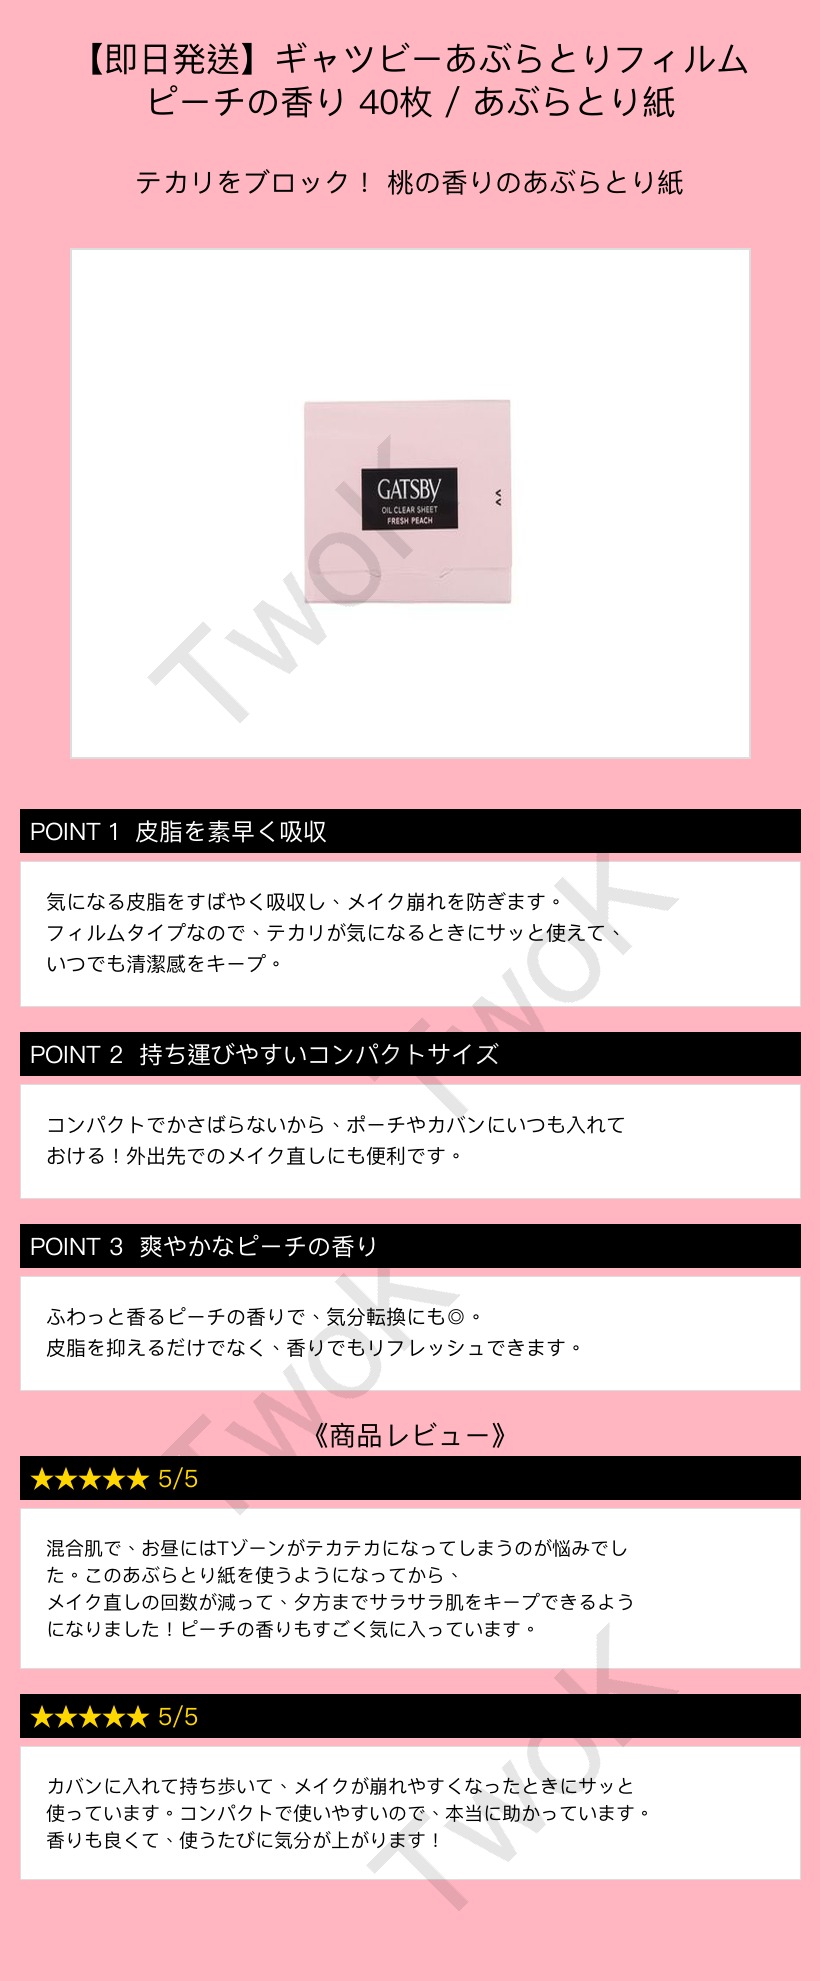 【即日発送】ギャツビーあぶらとりフィルム
ピーチの香り 40枚 / あぶらとり紙
テカリをブロック！ 桃の香りのあぶらとり紙
GATSBY
OIL CLEAR SHEET
FRESH PEACH
TwoK
POINT 1 皮脂を素早く吸収
気になる皮脂をすばやく吸収し、メイク崩れを防ぎます。
フィルムタイプなので、テカリが気になるときにサッと使えて、
いつでも清潔感をキープ。
TwoK
POINT 2 持ち運びやすいコンパクトサイズ
コンパクトでかさばらないから、ポーチやカバンにいつも入れて
おける！外出先でのメイク直しにも便利です。
POINT 3 爽やかなピーチの香り
ふわっと香るピーチの香りで、気分転換にも◎。
皮脂を抑えるだけでなく、香りでもリフレッシュできます。
TwoK
《商品レビュー》
★★★★★ 5/5
混合肌で、お昼にはTゾーンがテカテカになってしまうのが悩みでし
た。このあぶらとり紙を使うようになってから、
メイク直しの回数が減って、夕方までサラサラ肌をキープできるよう
になりました！ピーチの香りもすごく気に入っています。
★★★★★ 5/5
カバンに入れて持ち歩いて、メイクが崩れやすくなったときにサッと
使っています。コンパクトで使いやすいので、本当に助かっています。
香りも良くて、使うたびに気分が上がります！
TwoK